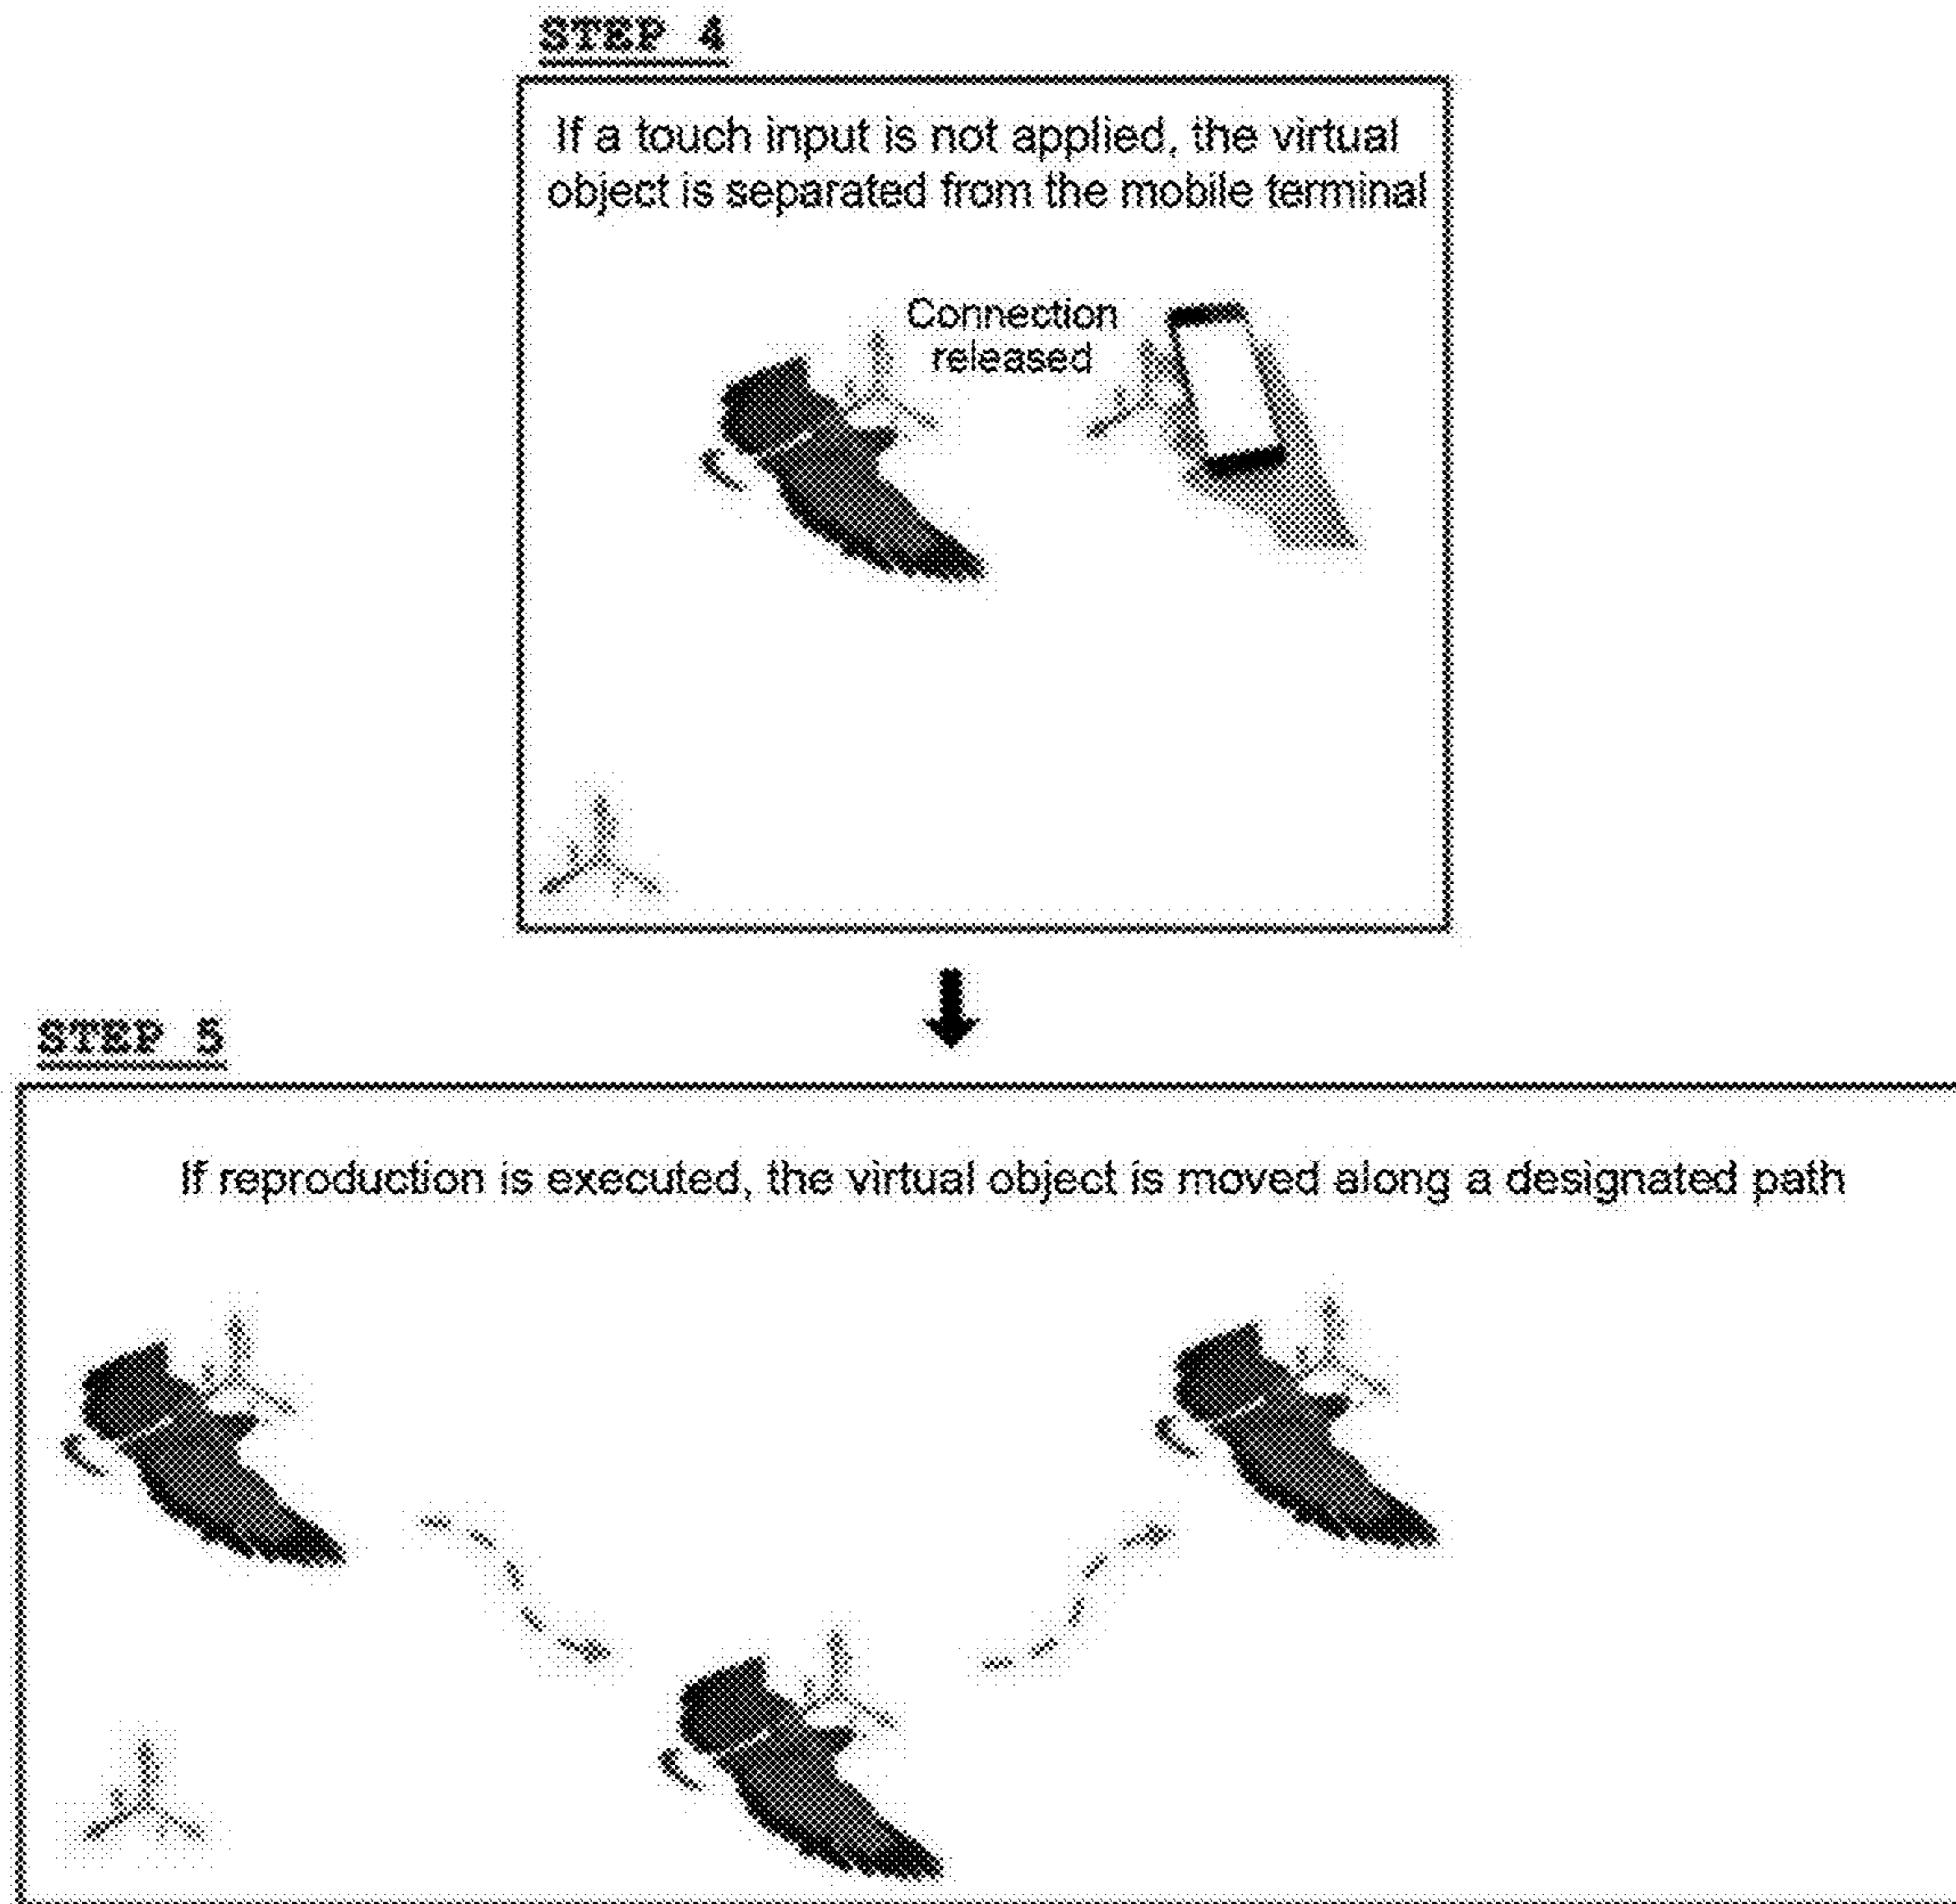 STEP 4
If a touch input is not applied, the virtual
object is separated from the mobile terminal
Connection
released
STEP 5
If reproduction is executed, the virtual object is moved along a designated path